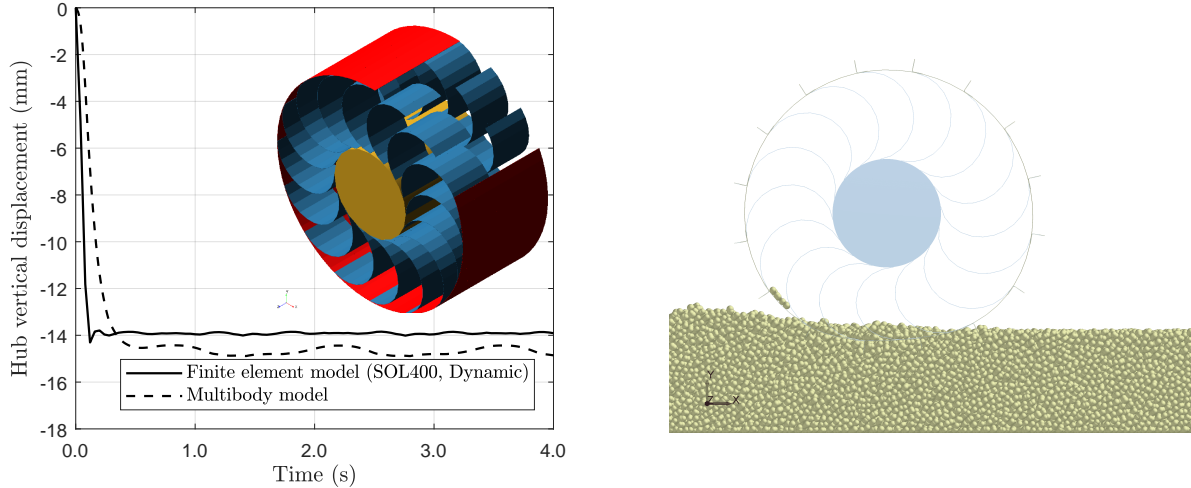 0
-2
-4
-6
-8
-10
-12
-14
-16
-18
Hub vertical displacement (mm)
Finite element model (SOL400, Dynamic)
Multibody model
0.0
1.0
2.0
3.0
4.0
Time (s)
Y
Z
X